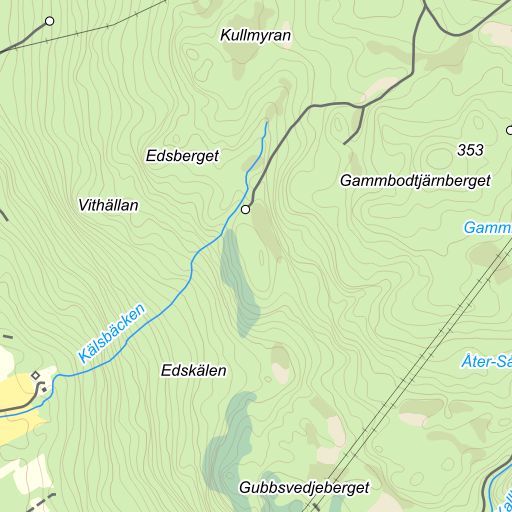 Kullmyran
Edsberget
353
Gammbodtjärnberget
Vithällan
Kälsbäcken
Edskälen
Gubbsvedjeberget